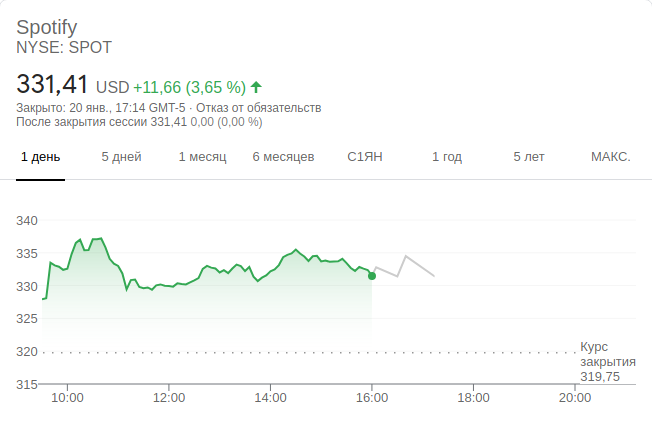 Spotify
NYSE: SPOT
331,41 USD +11,66 (3,65 %)
Закрыто: 20 янв., 17:14 GMT-5 · Отказ от обязательств
После закрытия сессии 331,41 0,00 (0,00 %)
1 день 5 дней 1 месяц 6 месяцев С1ЯН 1 год 5 лет МАКС.
340
335
330
325
320
315
Курс
закрытия
319,75
10:00 12:00 14:00 16:00 18:00 20:00